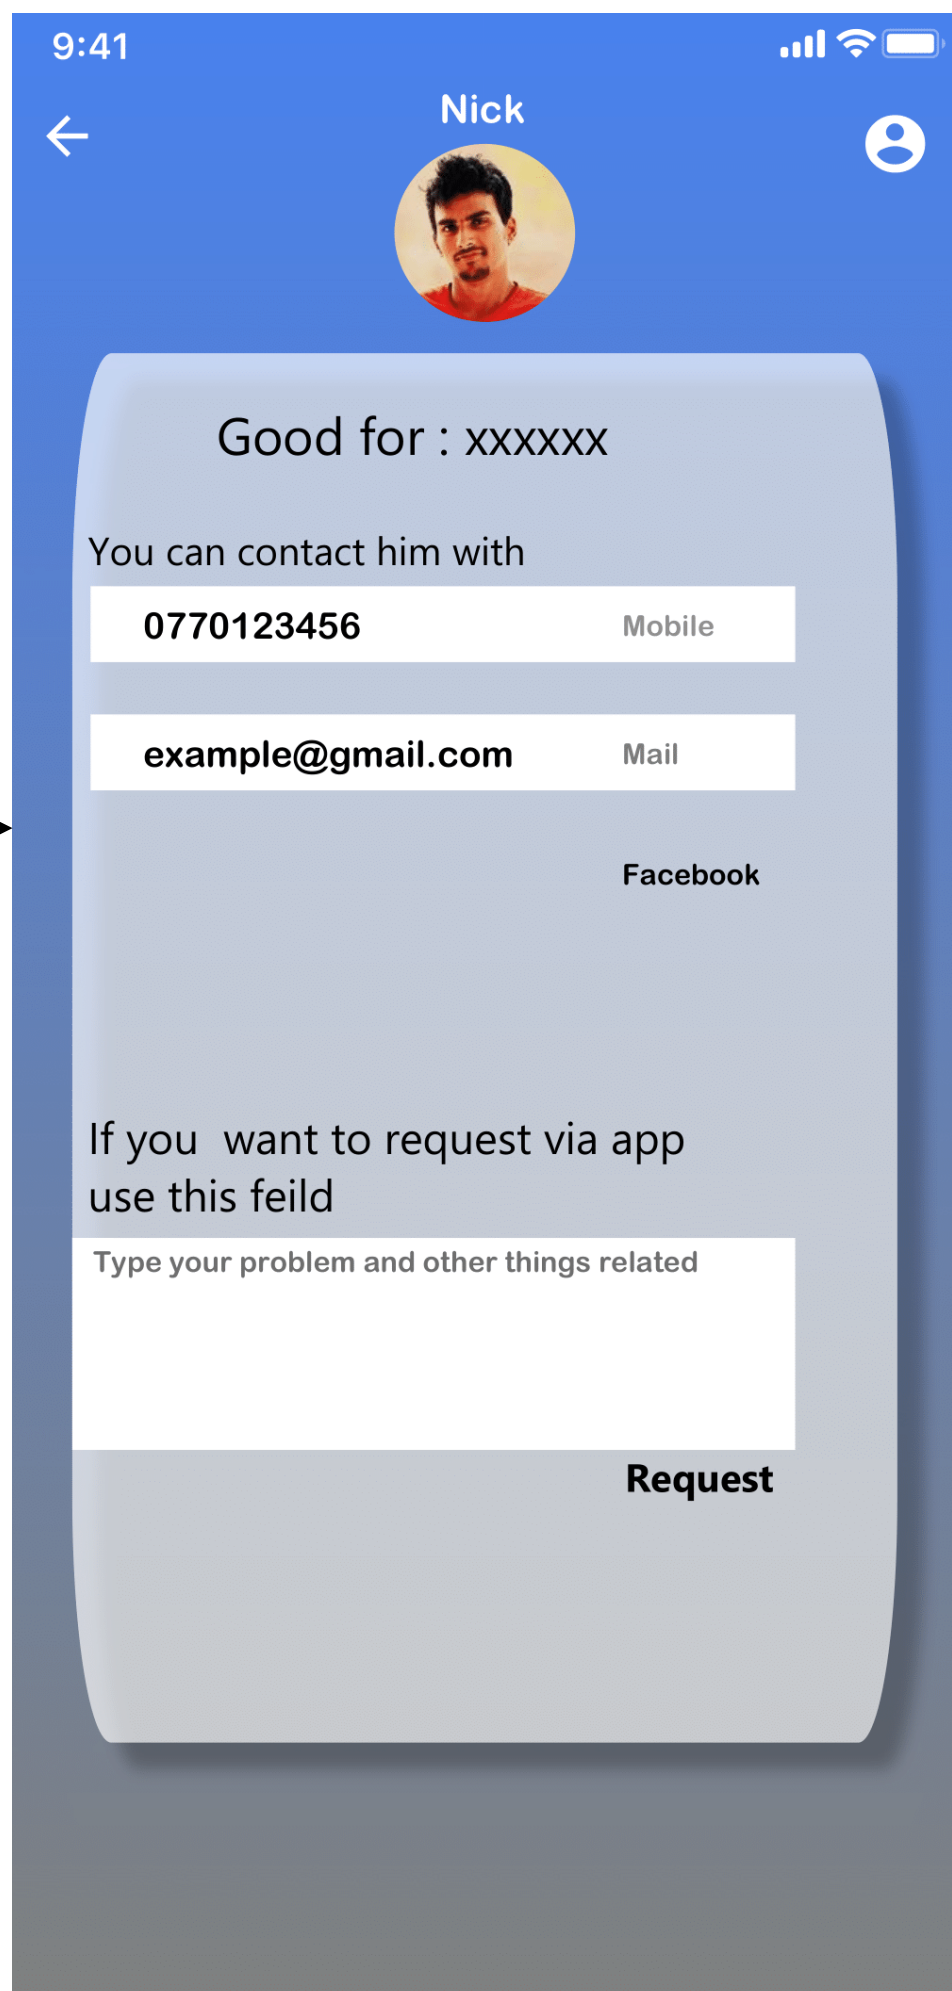 9:41
Nick
Good for : xxxxxx
You can contact him with
0770123456 Mobile
example@gmail.com Mail
Facebook
If you  want to request via app
use this feild
Type your problem and other things related
Request